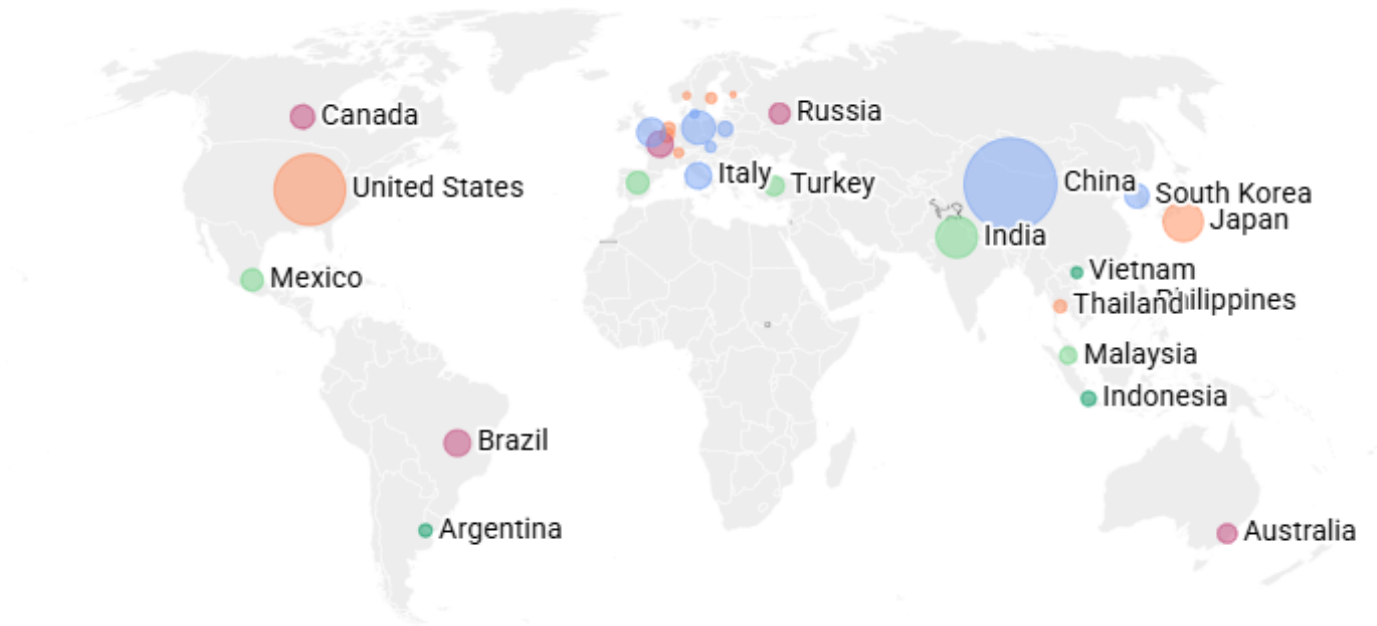 Canada
Russia
Italy
Turkey
United States
China
South Korea
Japan
India
Mexico
Vietnam
Thailand
Philippines
Malaysia
Indonesia
Brazil
Argentina
Australia